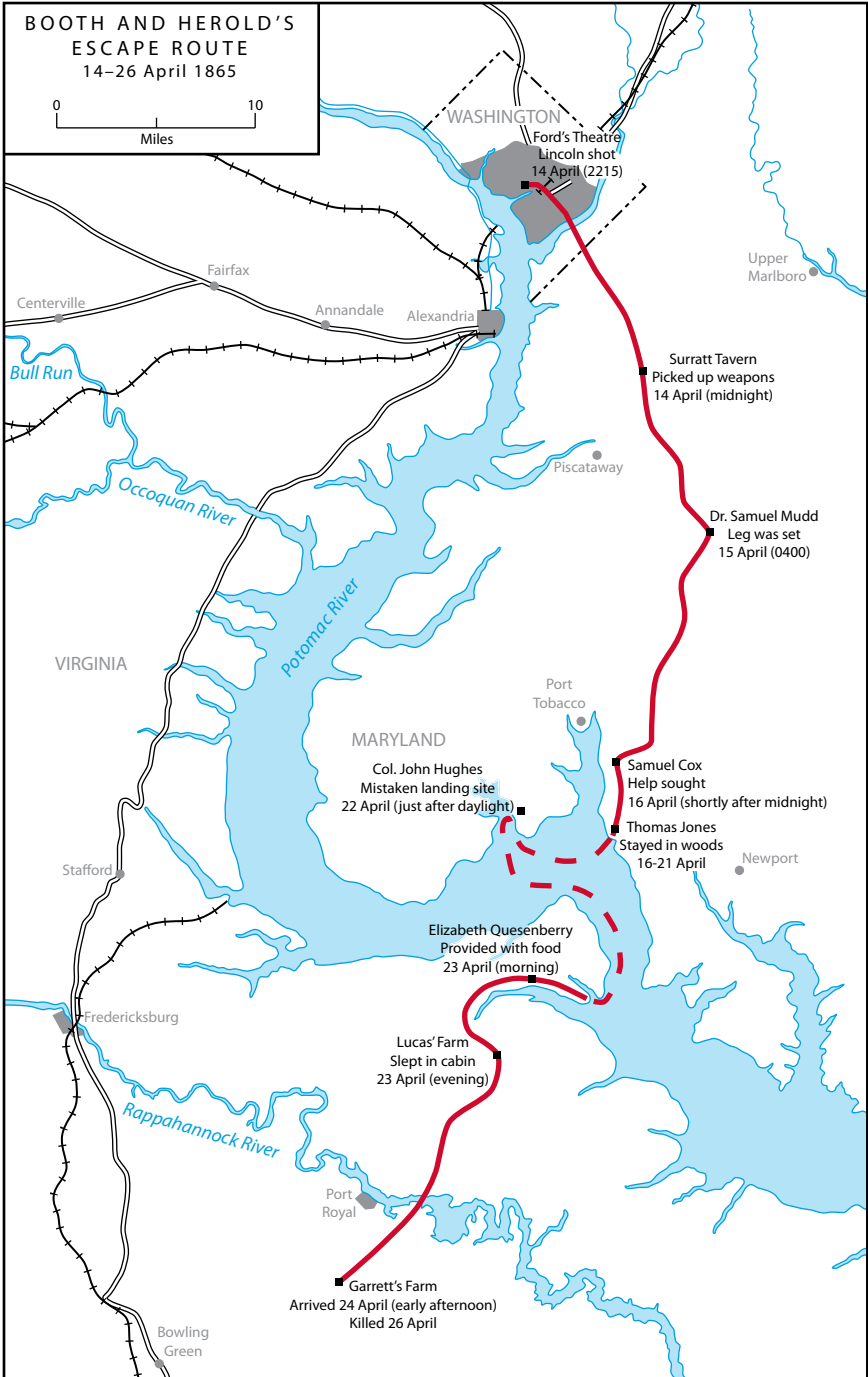 BOOTH AND HEROLD'S
ESCAPE ROUTE
14–26 April 1865
0 10
Miles
WASHINGTON
Ford's Theatre
Lincoln shot
14 April (2215)
Upper
Marlboro
Fairfax
Centerville
Annandale
Alexandria
Bull Run
Surratt Tavern
Picked up weapons
14 April (midnight)
Piscataway
Occoquan River
Dr. Samuel Mudd
Leg was set
15 April (0400)
Potomac River
VIRGINIA
Port
Tobacco
MARYLAND
Col. John Hughes
Mistaken landing site
22 April (just after daylight)
Samuel Cox
Help sought
16 April (shortly after midnight)
Thomas Jones
Stayed in woods
16-21 April
Newport
Stafford
Elizabeth Quesenberry
Provided with food
23 April (morning)
Fredericksburg
Lucas' Farm
Slept in cabin
23 April (evening)
Rappahannock River
Port
Royal
Garrett's Farm
Arrived 24 April (early afternoon)
Killed 26 April
Bowling
Green